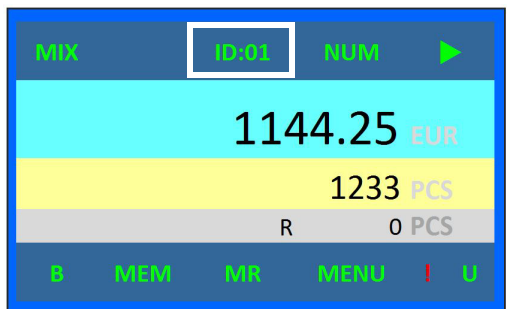 MIX ID:01 NUM ▶
1144.25 EUR
1233 PCS
R 0 PCS
B MEM MR MENU ! U